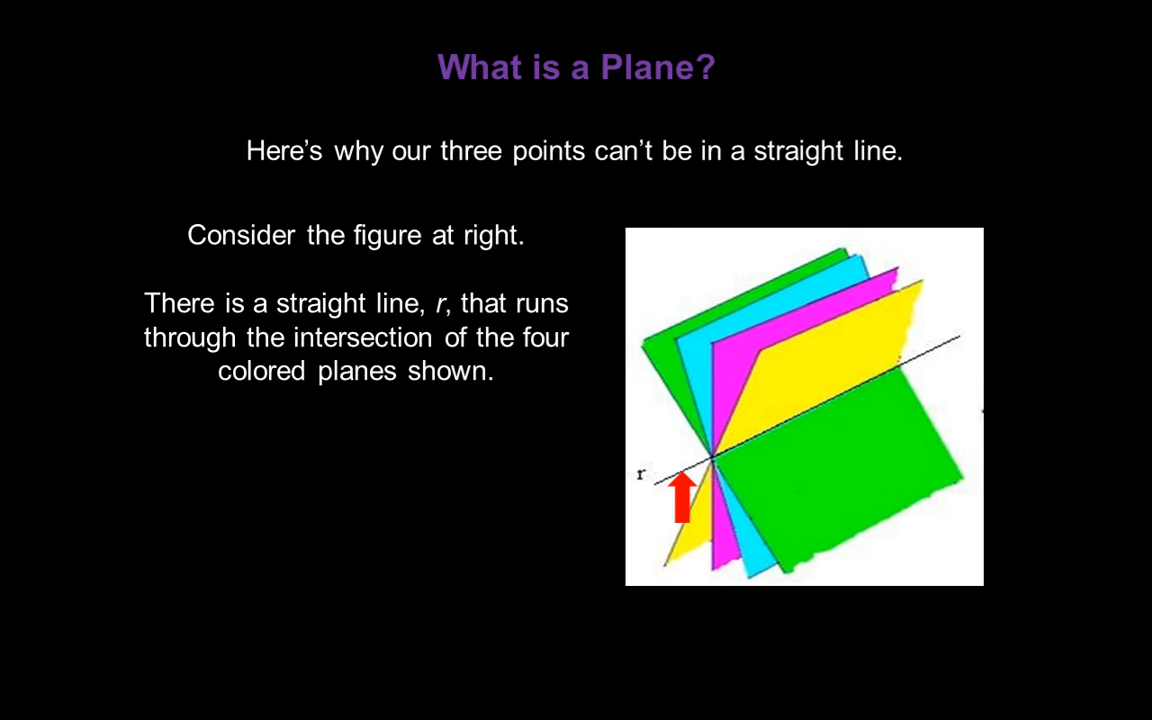 What is a Plane?
Here’s why our three points can’t be in a straight line.
Consider the figure at right.
There is a straight line, r, that runs
through the intersection of the four
colored planes shown.
r